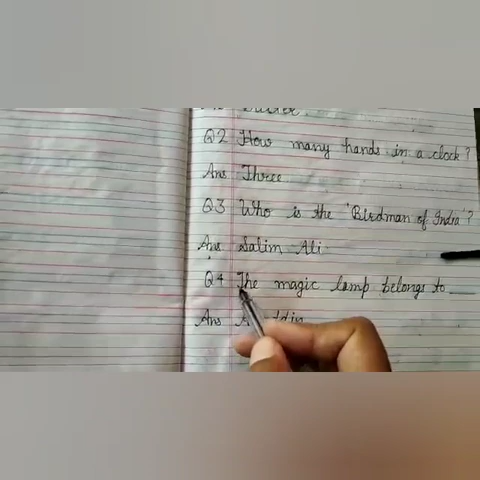 Q2 How many hands in a clock?
Ans Three
Q3 Who is the 'Birdman of India'?
Ans Salim Ali
Q4 The magic lamp belongs to __
Ans